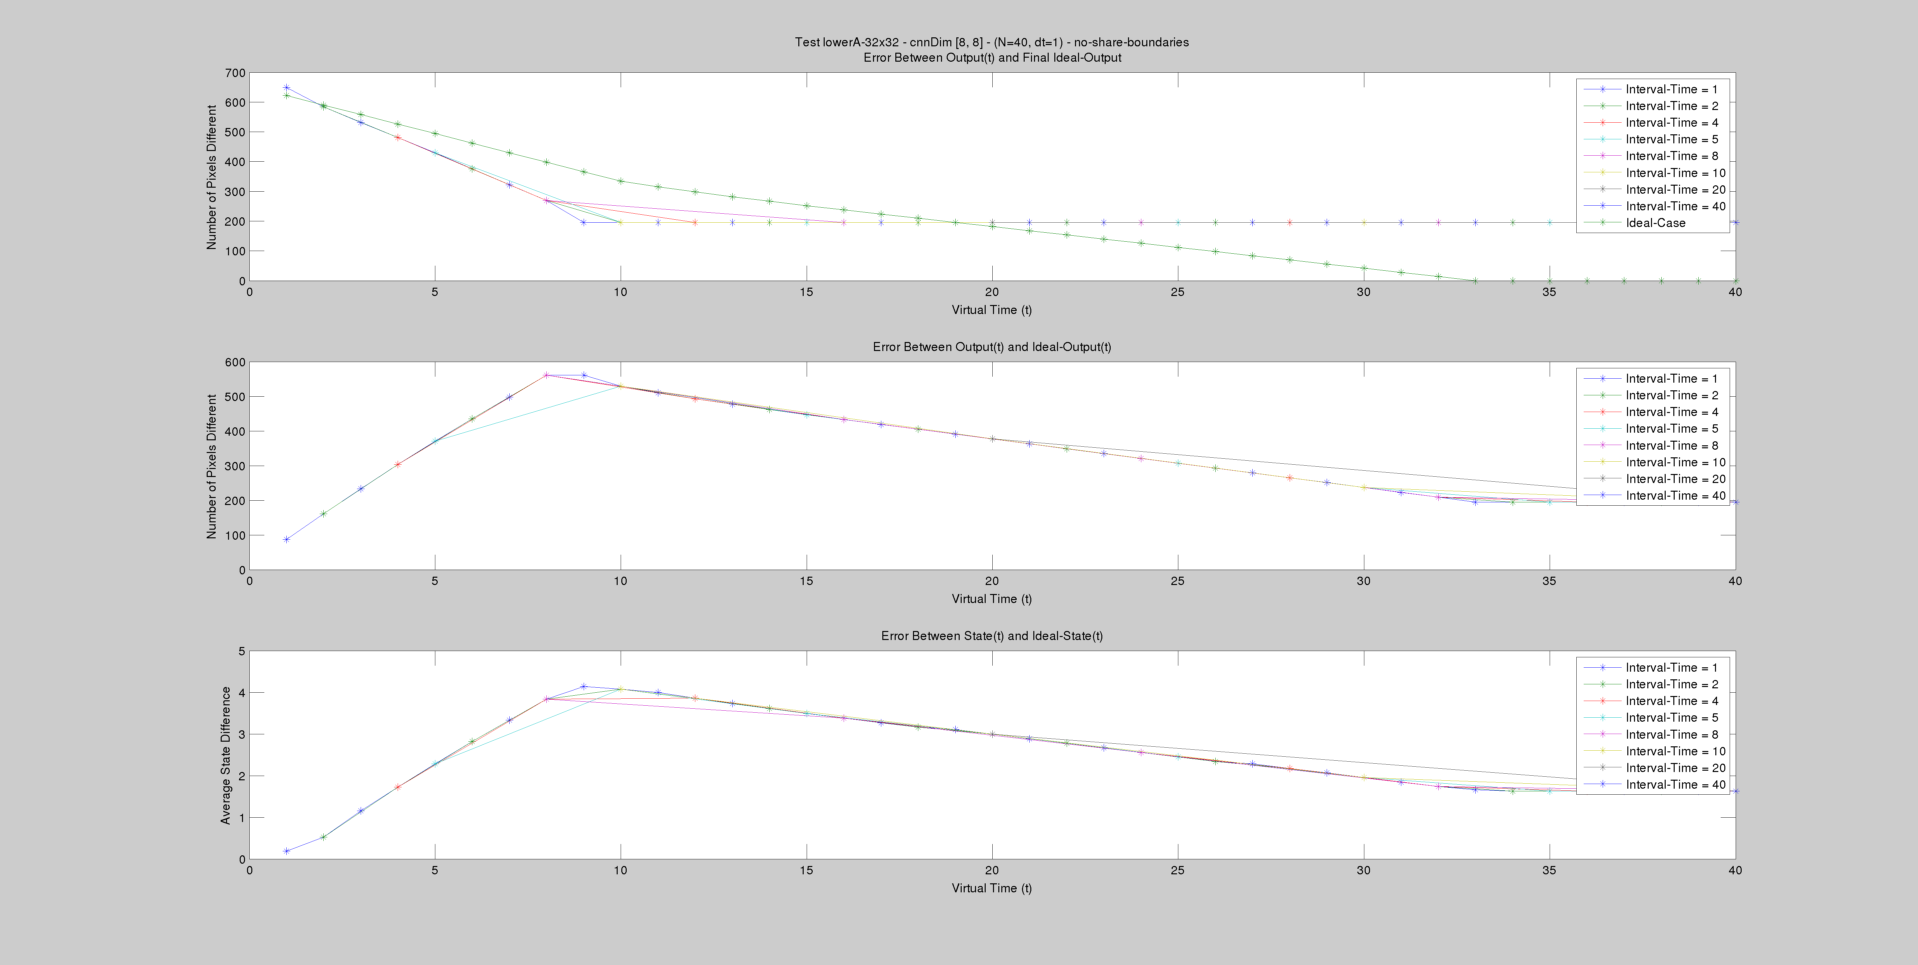 Test lowerA-32x32 - cnnDim [8, 8] - (N=40, dt=1) - no-share-boundaries
Error Between Output(t) and Final Ideal-Output
Number of Pixels Different
700
600
500
400
300
200
100
0
0 5 10 15 20 25 30 35 40
Virtual Time (t)
Interval-Time = 1
Interval-Time = 2
Interval-Time = 4
Interval-Time = 5
Interval-Time = 8
Interval-Time = 10
Interval-Time = 20
Interval-Time = 40
Ideal-Case
Error Between Output(t) and Ideal-Output(t)
Number of Pixels Different
600
500
400
300
200
100
0
0 5 10 15 20 25 30 35 40
Virtual Time (t)
Interval-Time = 1
Interval-Time = 2
Interval-Time = 4
Interval-Time = 5
Interval-Time = 8
Interval-Time = 10
Interval-Time = 20
Interval-Time = 40
Error Between State(t) and Ideal-State(t)
Average State Difference
5
4
3
2
1
0
0 5 10 15 20 25 30 35 40
Virtual Time (t)
Interval-Time = 1
Interval-Time = 2
Interval-Time = 4
Interval-Time = 5
Interval-Time = 8
Interval-Time = 10
Interval-Time = 20
Interval-Time = 40